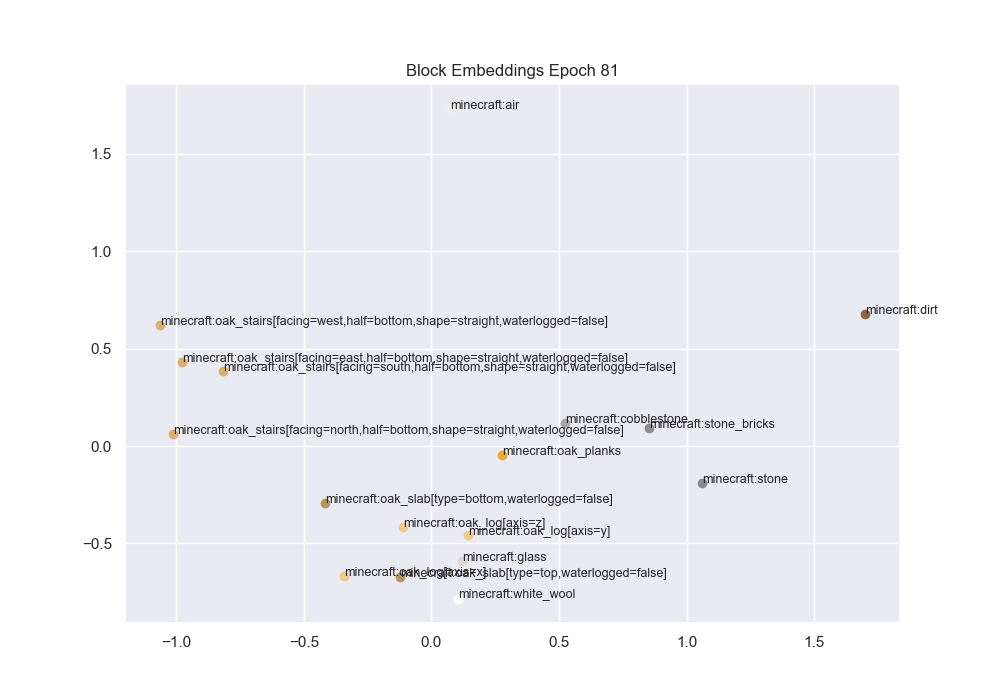 Block Embeddings Epoch 81
minecraft:air
1.5
1.0
minecraft:dirt
minecraft:oak_stairs[facing=west,half=bottom,shape=straight,waterlogged=false]
0.5
minecraft:oak_stairs[facing=east,half=bottom,shape=straight,waterlogged=false]
minecraft:oak_stairs[facing=south,half=bottom,shape=straight,waterlogged=false]
minecraft:cobblestone
minecraft:stone_bricks
minecraft:oak_stairs[facing=north,half=bottom,shape=straight,waterlogged=false]
0.0
minecraft:oak_planks
minecraft:stone
minecraft:oak_slab[type=bottom,waterlogged=false]
minecraft:oak_log[axis=z]
minecraft:oak_log[axis=y]
−0.5
minecraft:glass
minecraft:oak_log[axis=x]
minecraft:oak_slab[type=top,waterlogged=false]
minecraft:white_wool
−1.0 −0.5 0.0 0.5 1.0 1.5